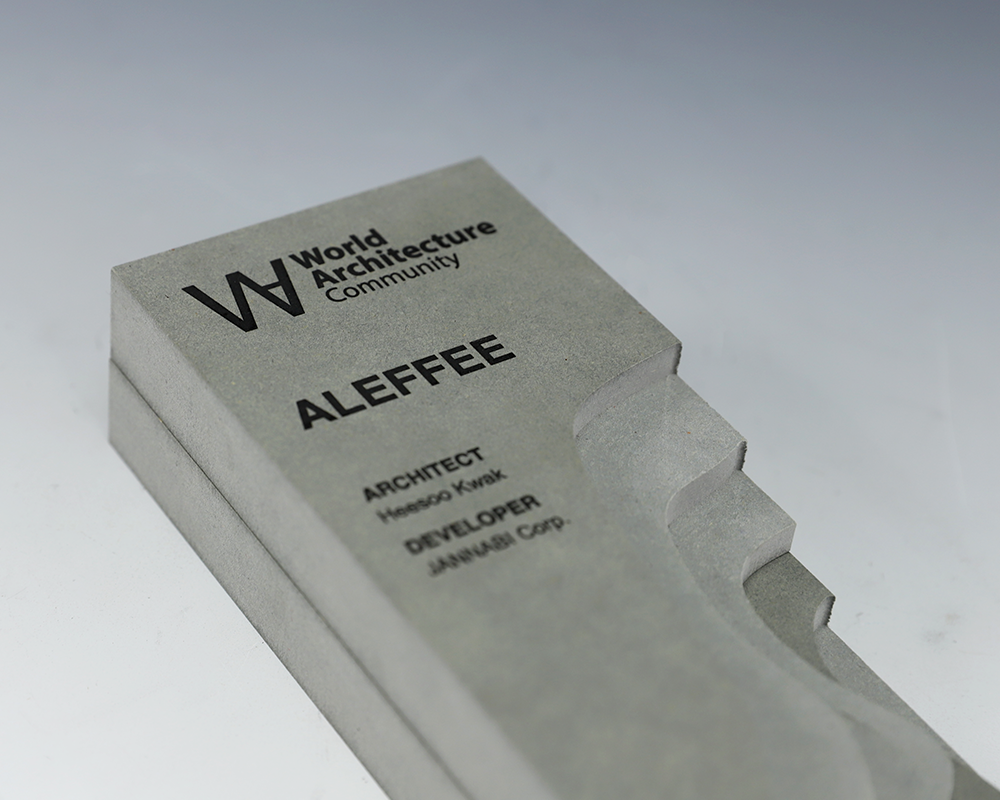 WA World
Architecture
Community
ALEFFEE
ARCHITECT
Heesoo Kwak
DEVELOPER
JANNABI Corp.